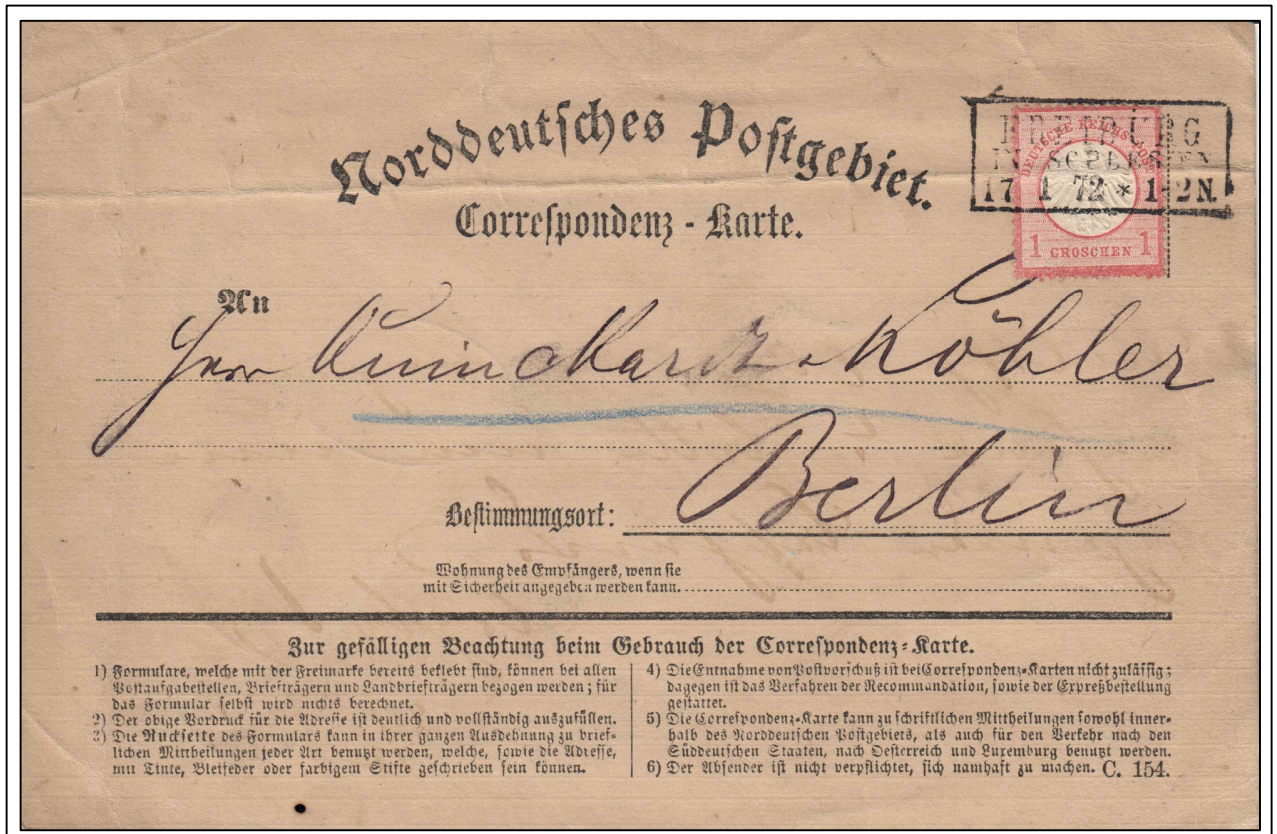 Norddeutsches Postgebiet.
Correspondenz-Karte.
FREIBURG
IN SCHLESIEN
17 1 72 * 1-2N.
DEUTSCHE REICHS-POST
1 GROSCHEN 1
An
Herr Köhler
Berlin
Bestimmungsort:
Wohnung des Empfängers, wenn sie
mit Sicherheit angegeben werden kann.
Zur gefälligen Beachtung beim Gebrauch der Correspondenz-Karte.
1) Formulare, welche mit der Freimarke bereits beklebt sind, können bei allen
Postaufgabestellen, Briefträgern und Landbriefträgern bezogen werden; für
das Formular selbst wird nichts berechnet.
2) Der obige Vordruck für die Adresse ist deutlich und vollständig auszufüllen.
3) Die Rückseite des Formulars kann in ihrer ganzen Ausdehnung zu brief-
lichen Mittheilungen jeder Art benutzt werden, welche, sowie die Adresse,
mit Tinte, Bleifeder oder farbigem Stifte geschrieben sein können.
4) Die Entnahme von Postvorschuß ist bei Correspondenz-Karten nicht zulässig;
dagegen ist das Verfahren der Recommandation, sowie der Expreßbestellung
gestattet.
5) Die Correspondenz-Karte kann zu schriftlichen Mittheilungen sowohl inner-
halb des Norddeutschen Postgebiets, als auch für den Verkehr nach den
Süddeutschen Staaten, nach Oesterreich und Luxemburg benutzt werden.
6) Der Absender ist nicht verpflichtet, sich namhaft zu machen. C. 154.